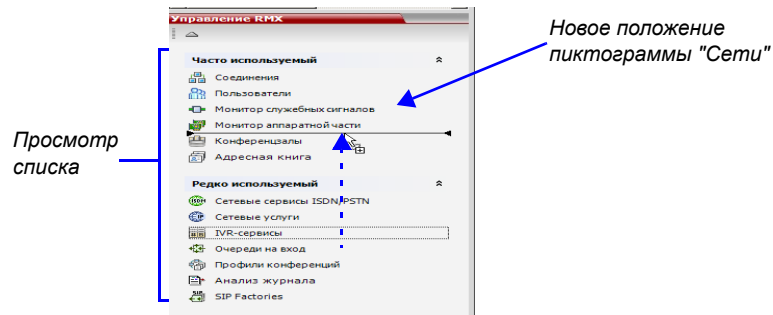 Управление RMX
Новое положение
пиктограммы "Сети"
Часто используемый
Соединения
Пользователи
Монитор служебных сигналов
Монитор аппаратной части
Конференцзалы
Адресная книга
Просмотр
списка
Редко используемый
Сетевые сервисы ISDN/PSTN
Сетевые услуги
IVR-сервисы
Очереди на вход
Профили конференций
Анализ журнала
SIP Factories